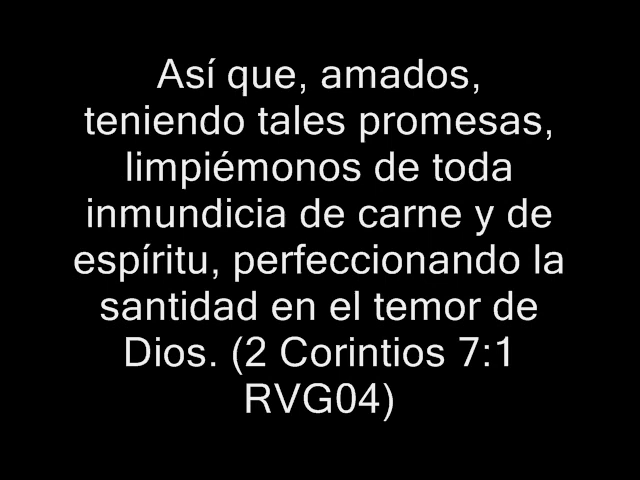 Así que, amados,
teniendo tales promesas,
limpiémonos de toda
inmundicia de carne y de
espíritu, perfeccionando la
santidad en el temor de
Dios. (2 Corintios 7:1
RVG04)